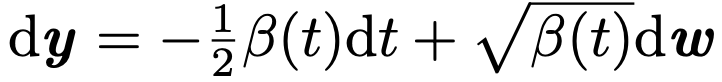 d𝒚 = −½β(t)dt + √β(t)d𝒘